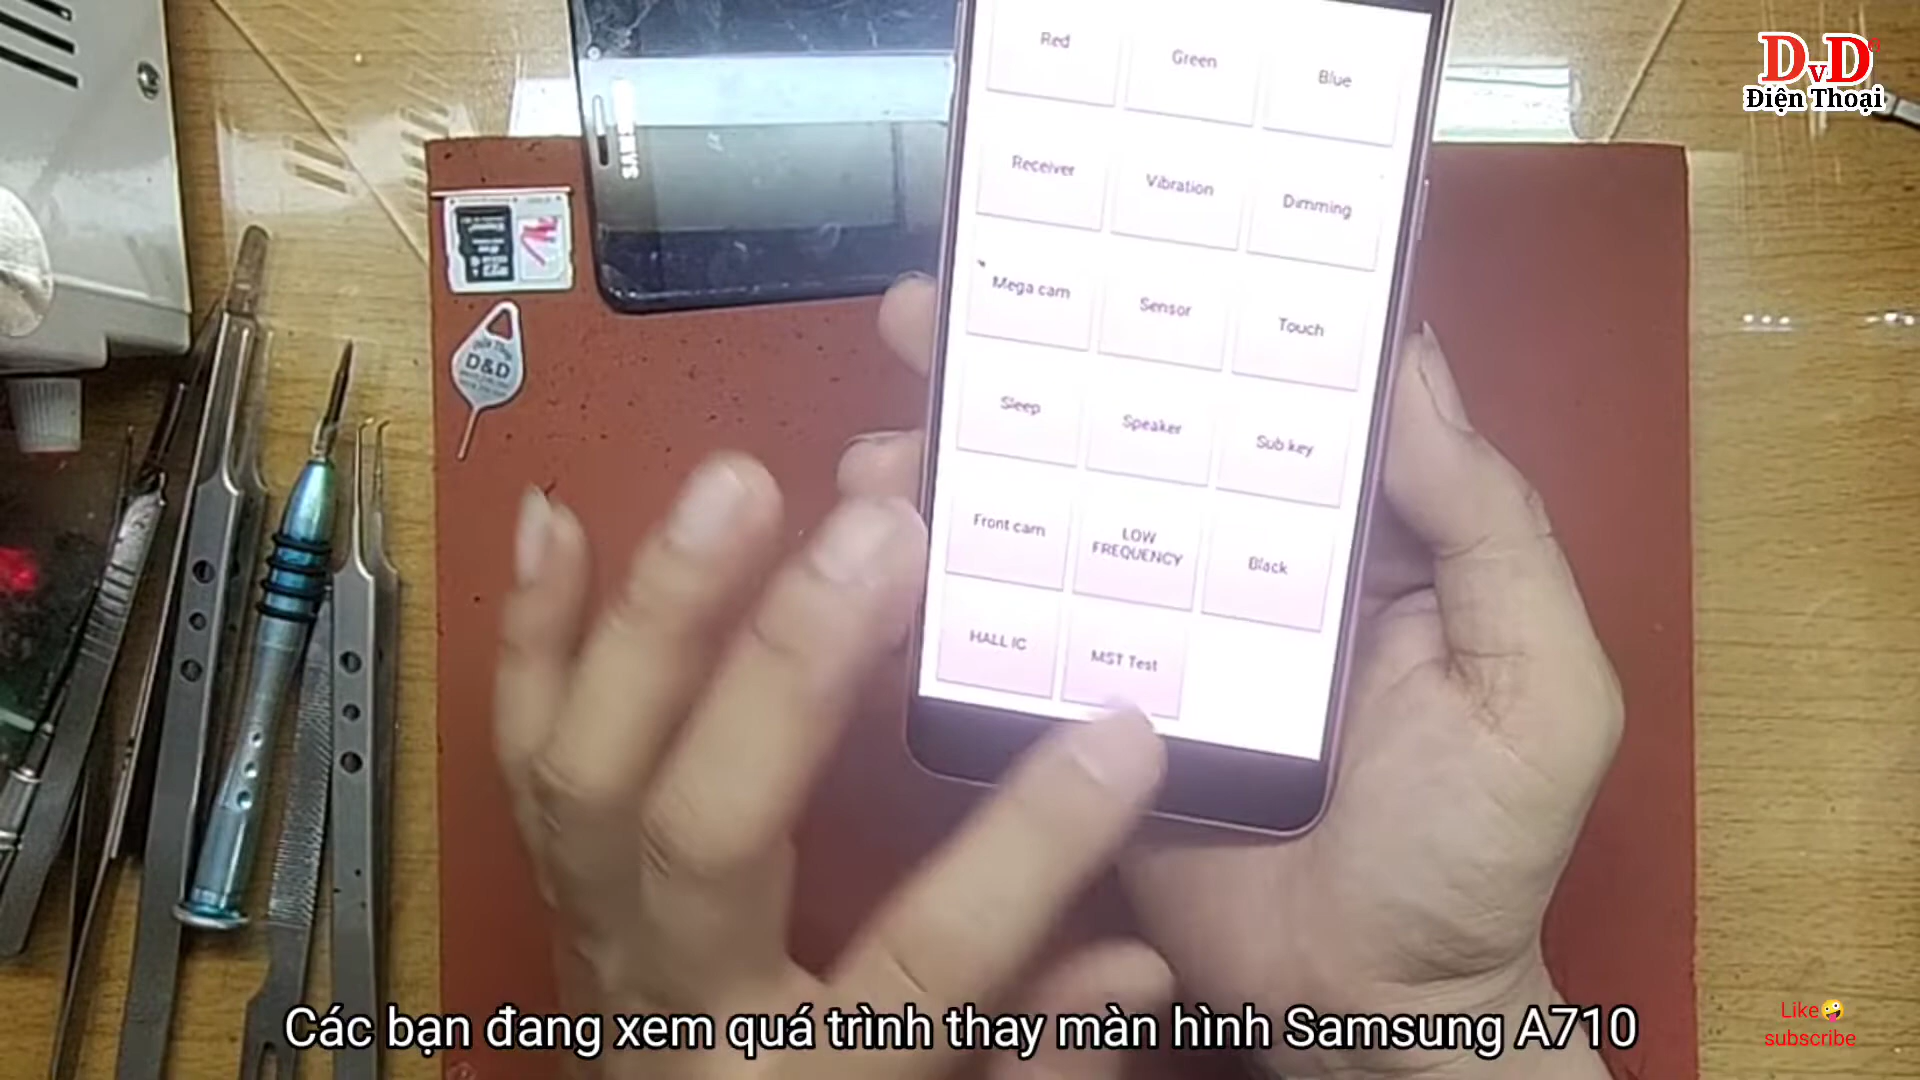 Red
Green
Blue
Receiver
Vibration
Dimming
Mega cam
Sensor
Touch
Sleep
Speaker
Sub key
Front cam
LOW
FREQUENCY
Black
HALL IC
MST Test
SAMSUNG
D&D
DvD
Điện Thoại
Các bạn đang xem quá trình thay màn hình Samsung A710
Like🤪
subscribe